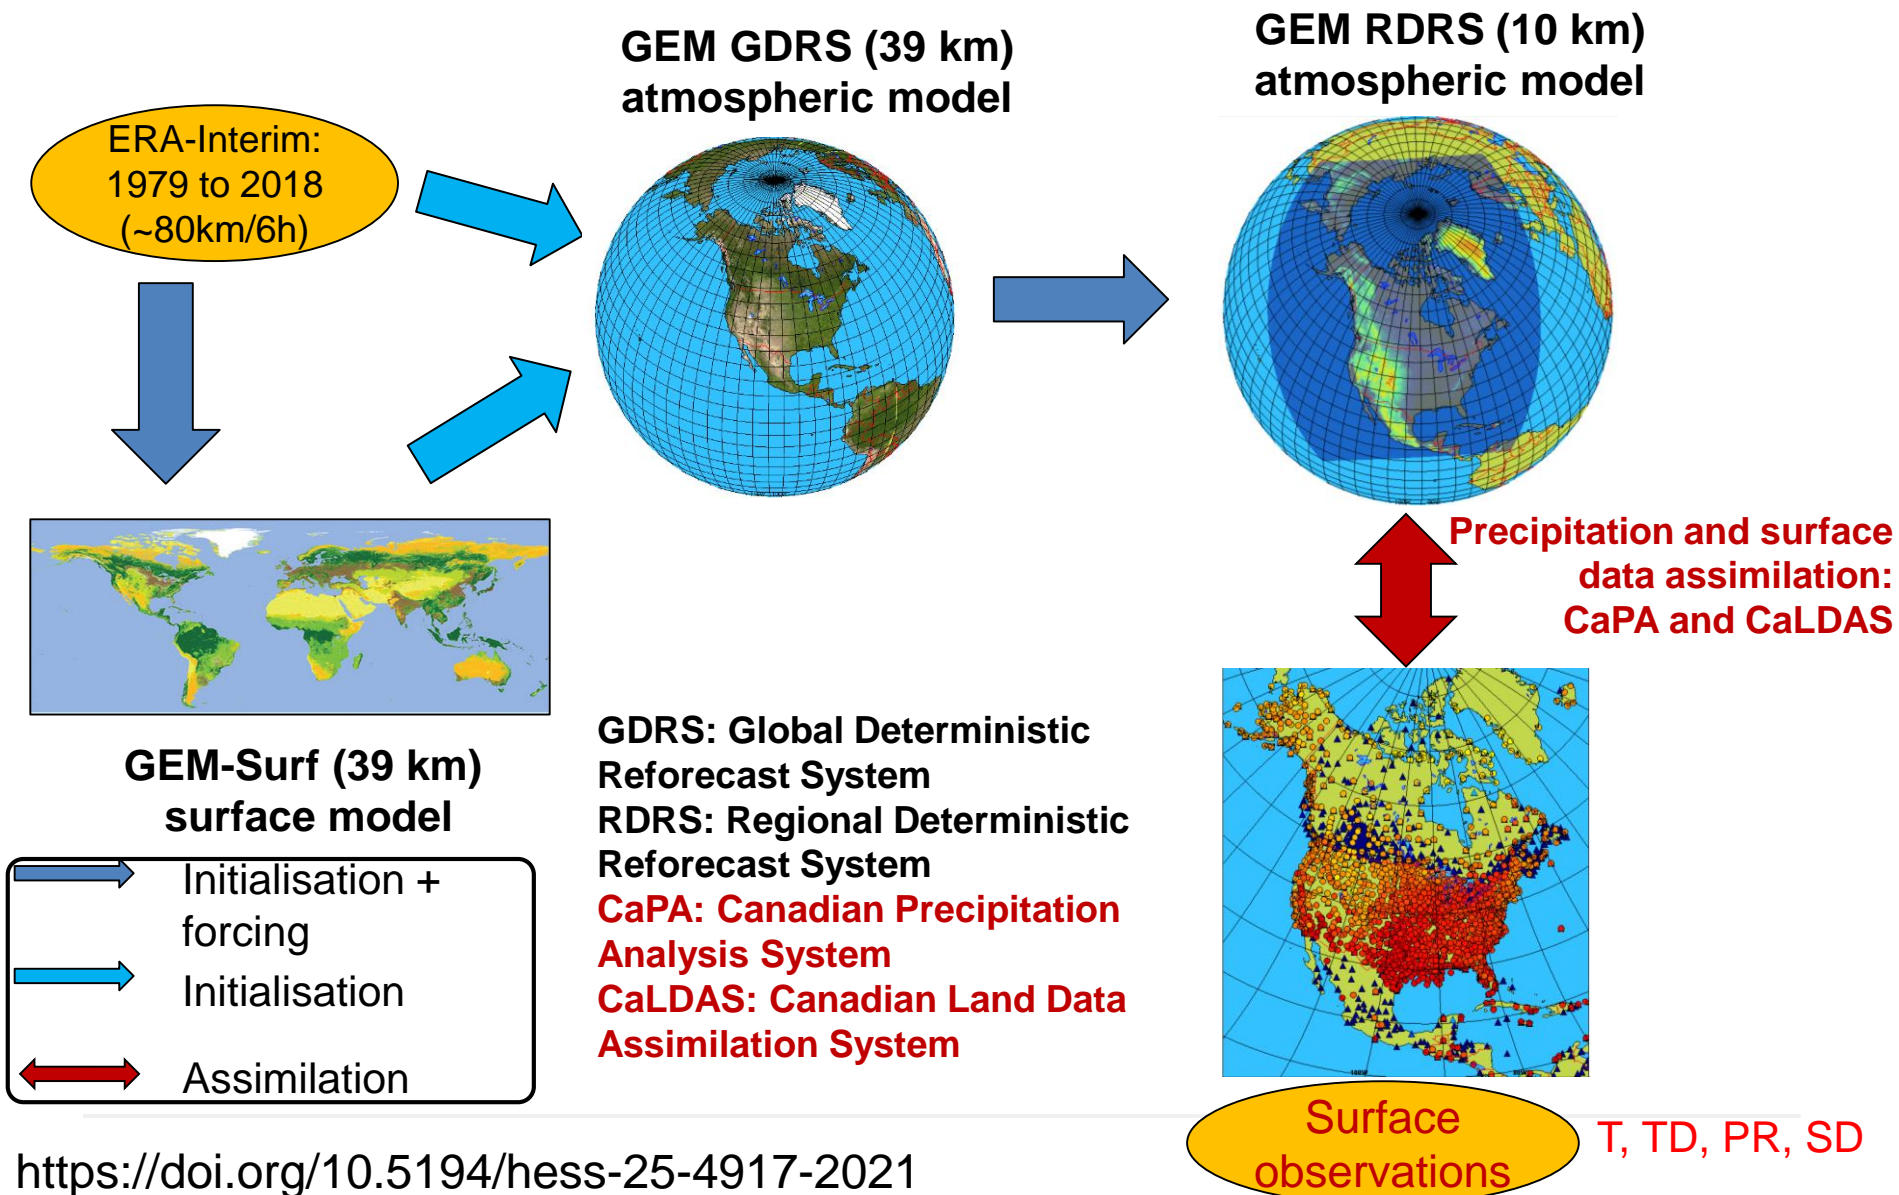 GEM GDRS (39 km)
atmospheric model
GEM RDRS (10 km)
atmospheric model
ERA-Interim:
1979 to 2018
(~80km/6h)
Precipitation and surface
data assimilation:
CaPA and CaLDAS
GEM-Surf (39 km)
surface model
GDRS: Global Deterministic
Reforecast System
RDRS: Regional Deterministic
Reforecast System
CaPA: Canadian Precipitation
Analysis System
CaLDAS: Canadian Land Data
Assimilation System
Initialisation +
forcing
Initialisation
Assimilation
Surface
observations
T, TD, PR, SD
https://doi.org/10.5194/hess-25-4917-2021